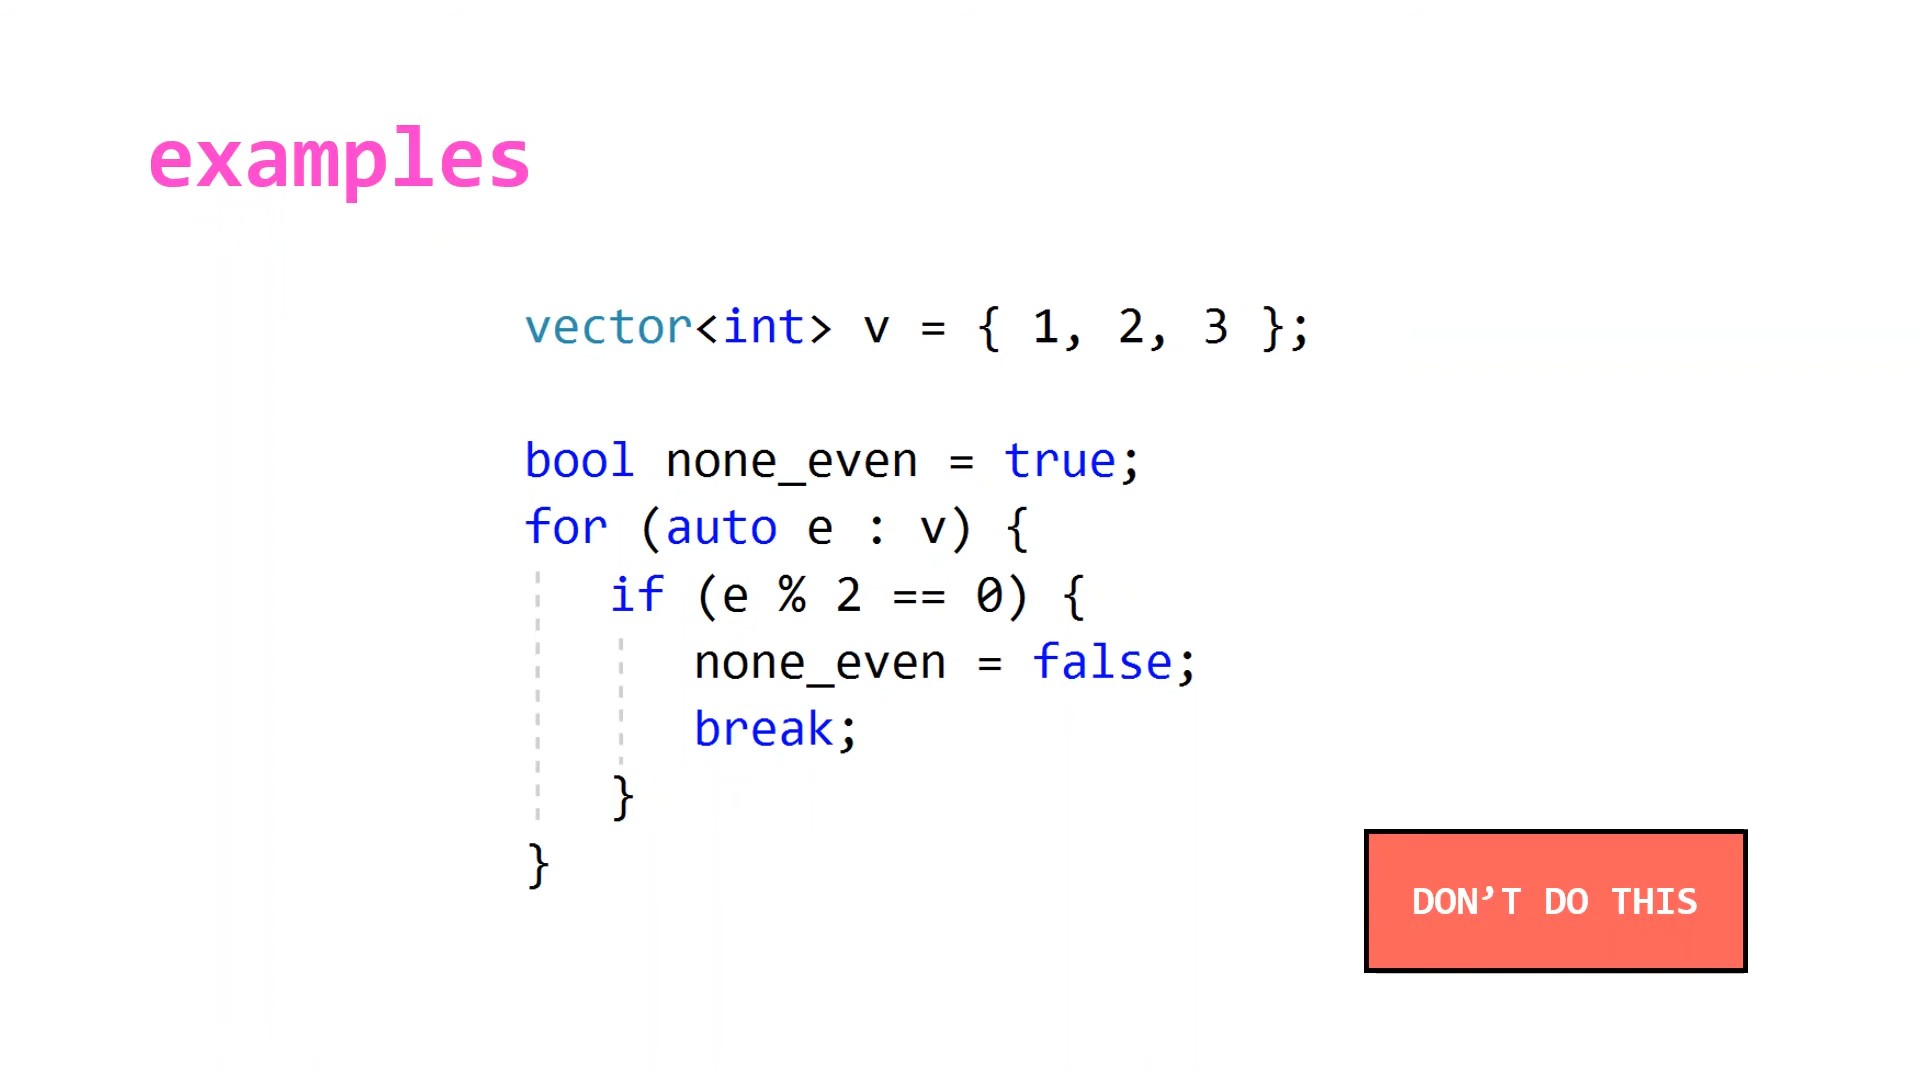 examples
vector<int> v = { 1, 2, 3 };
bool none_even = true;
for (auto e : v) {
if (e % 2 == 0) {
none_even = false;
break;
}
}
DON’T DO THIS